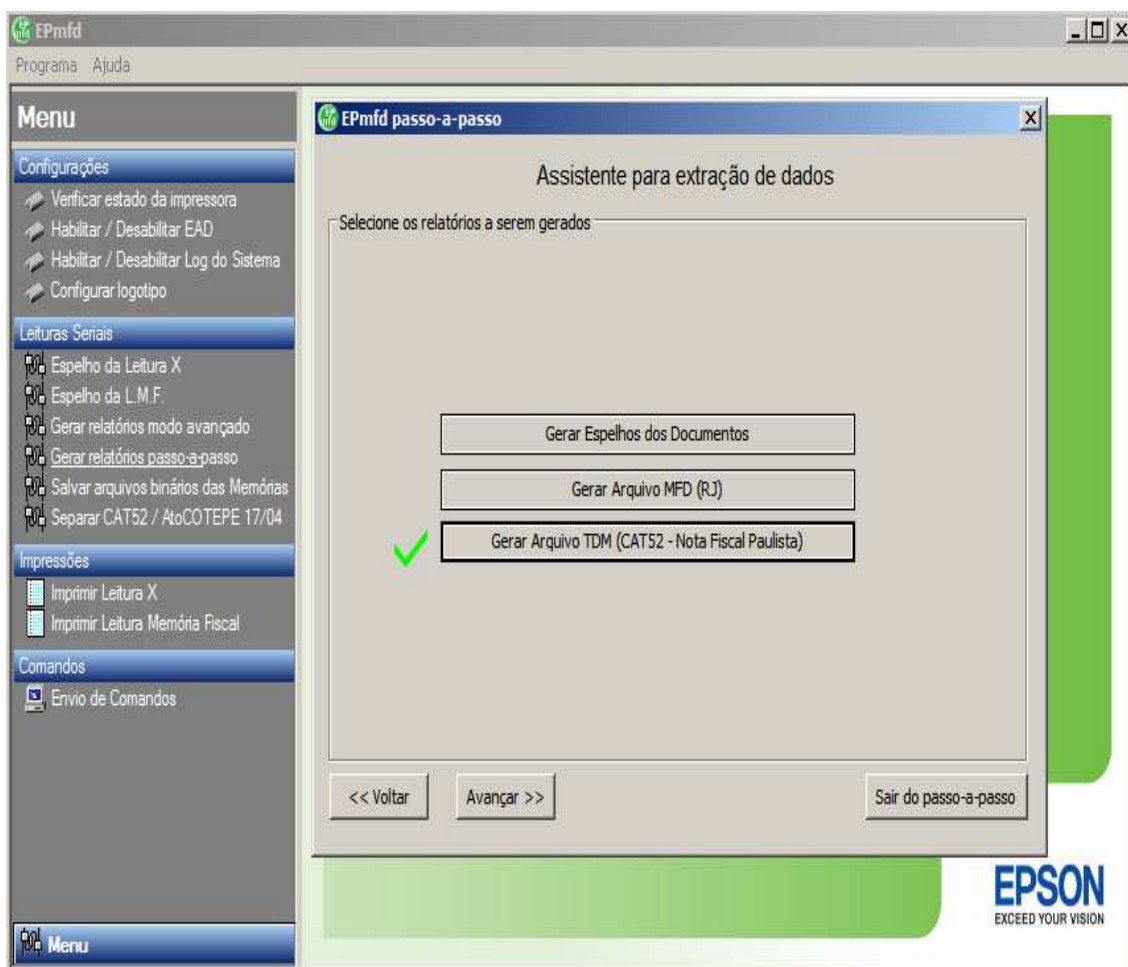 EPmfd
Programa Ajuda
Menu
Configurações
Verificar estado da impressora
Habilitar / Desabilitar EAD
Habilitar / Desabilitar Log do Sistema
Configurar logotipo
Leituras Seriais
Espelho da Leitura X
Espelho da L.M.F.
Gerar relatórios modo avançado
Gerar relatórios passo-a-passo
Salvar arquivos binários das Memórias
Separar CAT52 / AtoCOTEPE 17/04
Impressões
Imprimir Leitura X
Imprimir Leitura Memória Fiscal
Comandos
Envio de Comandos
Menu
EPmfd passo-a-passo
Assistente para extração de dados
Selecione os relatórios a serem gerados
Gerar Espelhos dos Documentos
Gerar Arquivo MFD (RJ)
Gerar Arquivo TDM (CAT52 - Nota Fiscal Paulista)
<< Voltar
Avançar >>
Sair do passo-a-passo
EPSON
EXCEED YOUR VISION